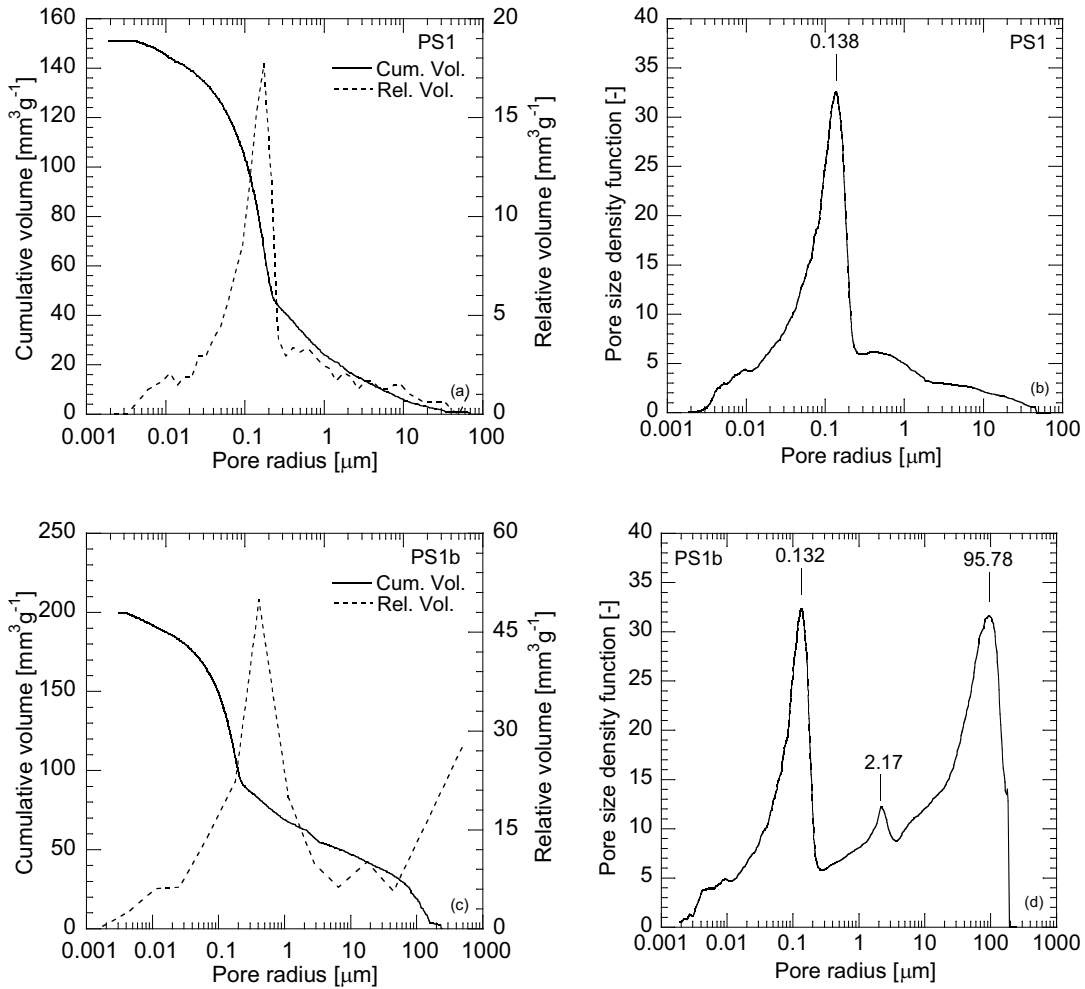 PS1
Cum. Vol.
Rel. Vol.
Cumulative volume [mm³g⁻¹]
160
140
120
100
80
60
40
20
0
Relative volume [mm³g⁻¹]
20
15
10
5
0
(a)
0.001 0.01 0.1 1 10 100
Pore radius [μm]
PS1
0.138
Pore size density function [-]
40
35
30
25
20
15
10
5
0
(b)
0.001 0.01 0.1 1 10 100
Pore radius [μm]
PS1b
Cum. Vol.
Rel. Vol.
Cumulative volume [mm³g⁻¹]
250
200
150
100
50
0
Relative volume [mm³g⁻¹]
60
45
30
15
0
(c)
0.001 0.01 0.1 1 10 100 1000
Pore radius [μm]
PS1b
0.132
2.17
95.78
Pore size density function [-]
40
35
30
25
20
15
10
5
0
(d)
0.001 0.01 0.1 1 10 100 1000
Pore radius [μm]